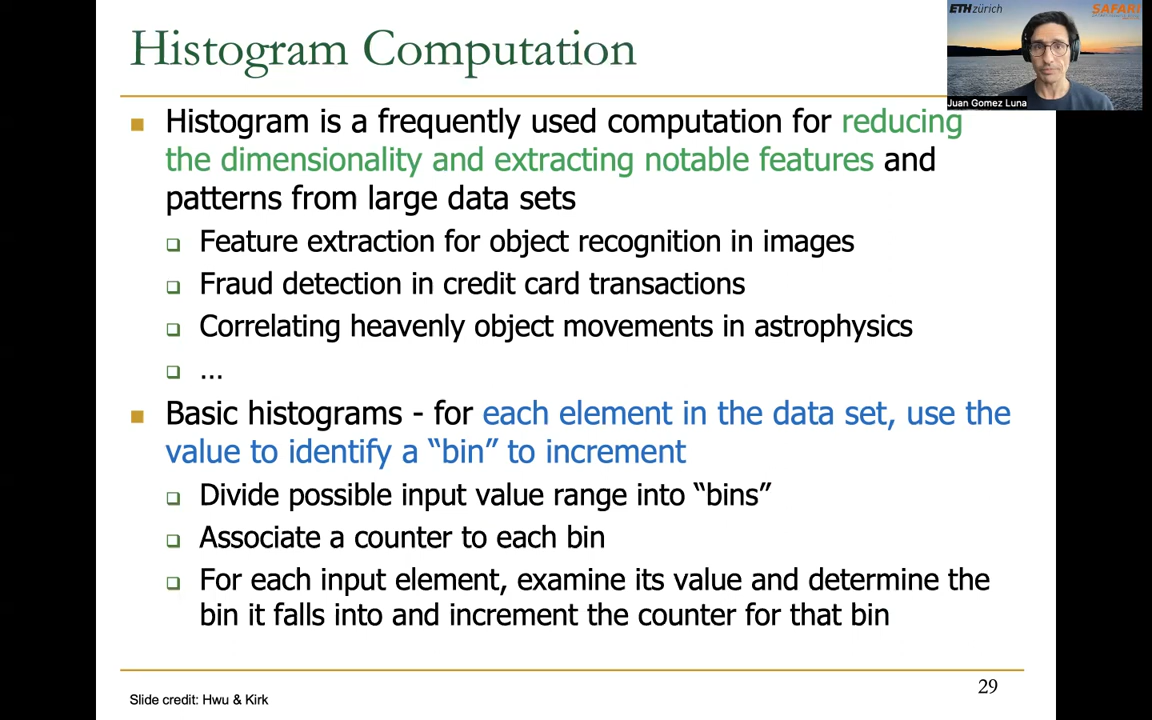 Histogram Computation
ETH zürich
SAFARI
Juan Gomez Luna
■ Histogram is a frequently used computation for reducing
the dimensionality and extracting notable features and
patterns from large data sets
❑ Feature extraction for object recognition in images
❑ Fraud detection in credit card transactions
❑ Correlating heavenly object movements in astrophysics
❑ ...
■ Basic histograms - for each element in the data set, use the
value to identify a “bin” to increment
❑ Divide possible input value range into “bins”
❑ Associate a counter to each bin
❑ For each input element, examine its value and determine the
bin it falls into and increment the counter for that bin
Slide credit: Hwu & Kirk
29